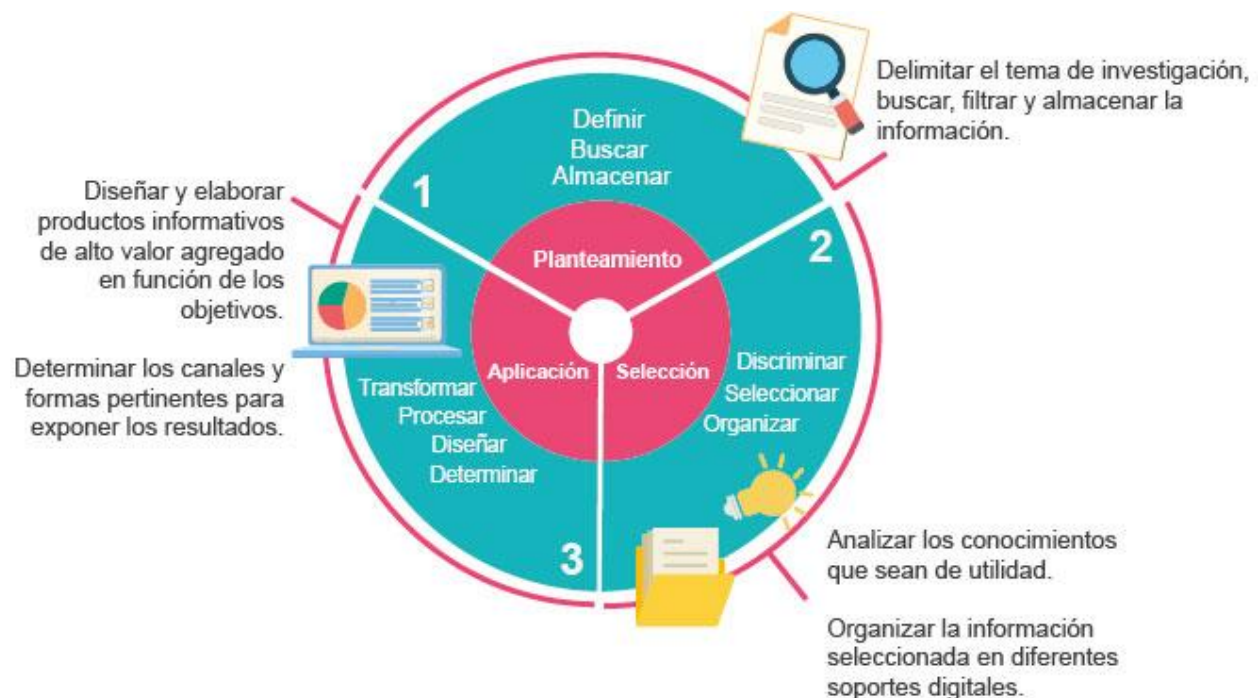 Delimitar el tema de investigación,
buscar, filtrar y almacenar la
información.
Definir
Buscar
Almacenar
1
Planteamiento
2
Selección
Discriminar
Seleccionar
Organizar
Analizar los conocimientos
que sean de utilidad.
Organizar la información
seleccionada en diferentes
soportes digitales.
3
Aplicación
Transformar
Procesar
Diseñar
Determinar
Diseñar y elaborar
productos informativos
de alto valor agregado
en función de los
objetivos.
Determinar los canales y
formas pertinentes para
exponer los resultados.